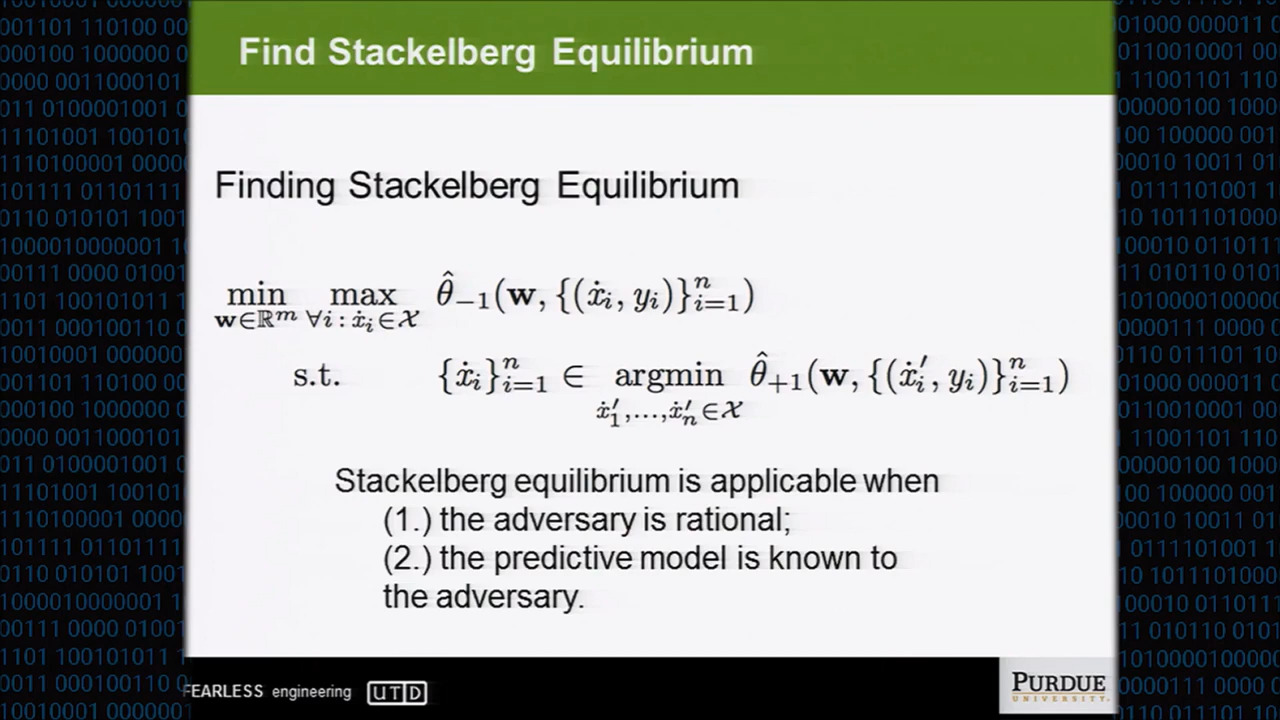 Find Stackelberg Equilibrium
Finding Stackelberg Equilibrium
min max θ̂₋₁(w, {(ẋᵢ, yᵢ)}ⁿᵢ₌₁)
w∈ℝᵐ ∀i : ẋᵢ∈𝒳
s.t. {ẋᵢ}ⁿᵢ₌₁ ∈ argmin θ̂₊₁(w, {(ẋ′ᵢ, yᵢ)}ⁿᵢ₌₁)
ẋ′₁,...,ẋ′ₙ∈𝒳
Stackelberg equilibrium is applicable when
(1.) the adversary is rational;
(2.) the predictive model is known to
the adversary.
FEARLESS engineering UTD
PURDUE
UNIVERSITY